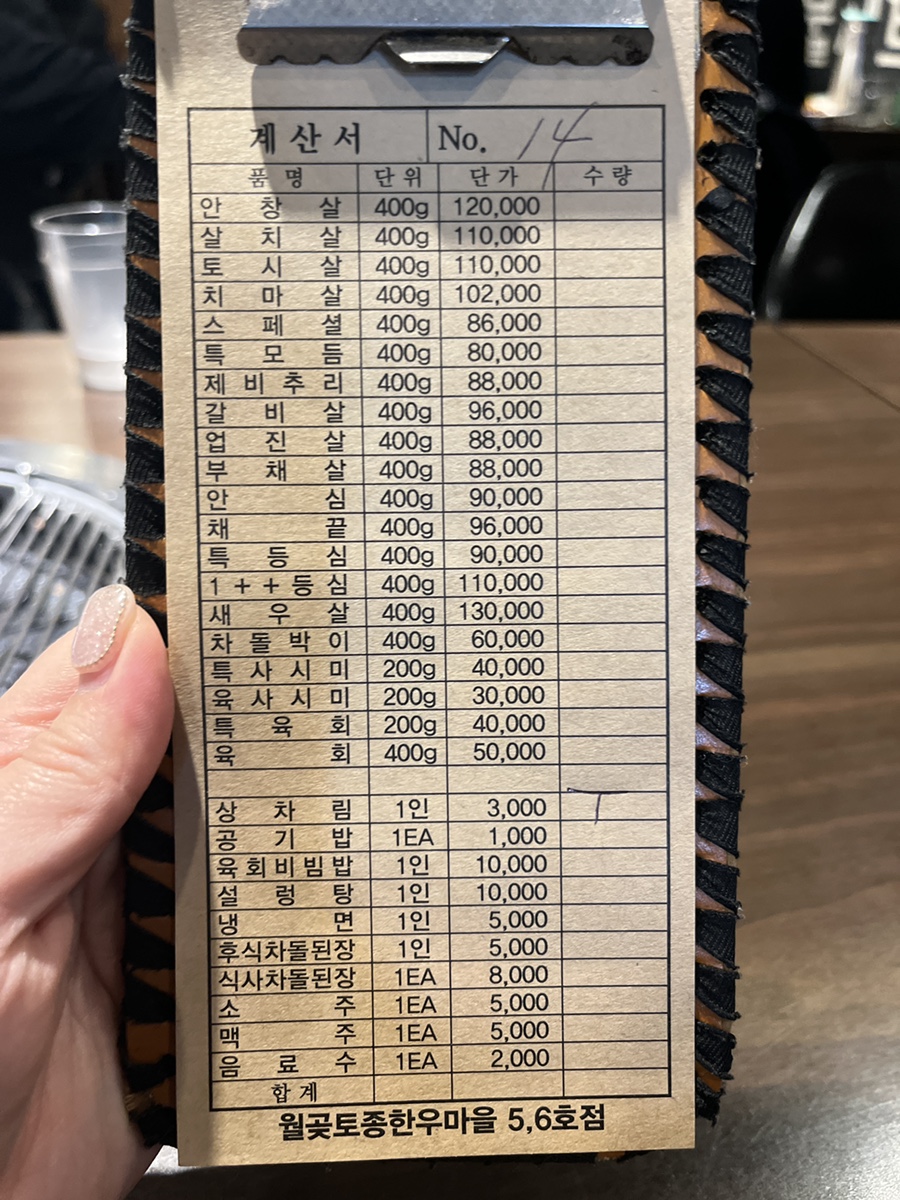 계산서 No. 14
품명 단위 단가 수량
안창살 400g 120,000
살치살 400g 110,000
토시살 400g 110,000
치마살 400g 102,000
스페셜 400g 86,000
특모듬 400g 80,000
제비추리 400g 88,000
갈비살 400g 96,000
업진살 400g 88,000
부채살 400g 88,000
안심 400g 90,000
채끝 400g 96,000
특등심 400g 90,000
1++등심 400g 110,000
새우살 400g 130,000
차돌박이 400g 60,000
특사시미 200g 40,000
육사시미 200g 30,000
특육회 200g 40,000
육회 400g 50,000
상차림 1인 3,000 T
공기밥 1EA 1,000
육회비빔밥 1인 10,000
설렁탕 1인 10,000
냉면 1인 5,000
후식차돌된장 1인 5,000
식사차돌된장 1EA 8,000
소주 1EA 5,000
맥주 1EA 5,000
음료수 1EA 2,000
합계
월곶토종한우마을 5,6호점